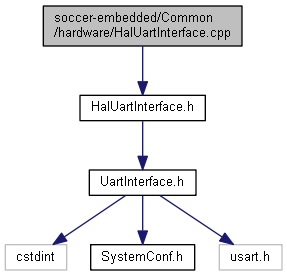 soccer-embedded/Common
/hardware/HalUartInterface.cpp
HalUartInterface.h
UartInterface.h
cstdint
SystemConf.h
usart.h